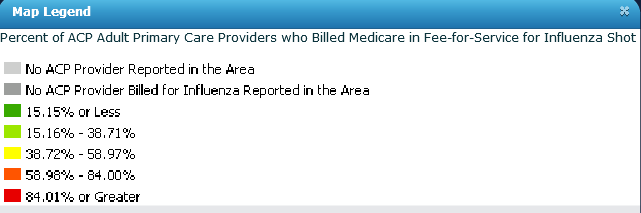 Map Legend
Percent of ACP Adult Primary Care Providers who Billed Medicare in Fee-for-Service for Influenza Shot
No ACP Provider Reported in the Area
No ACP Provider Billed for Influenza Reported in the Area
15.15% or Less
15.16% - 38.71%
38.72% - 58.97%
58.98% - 84.00%
84.01% or Greater